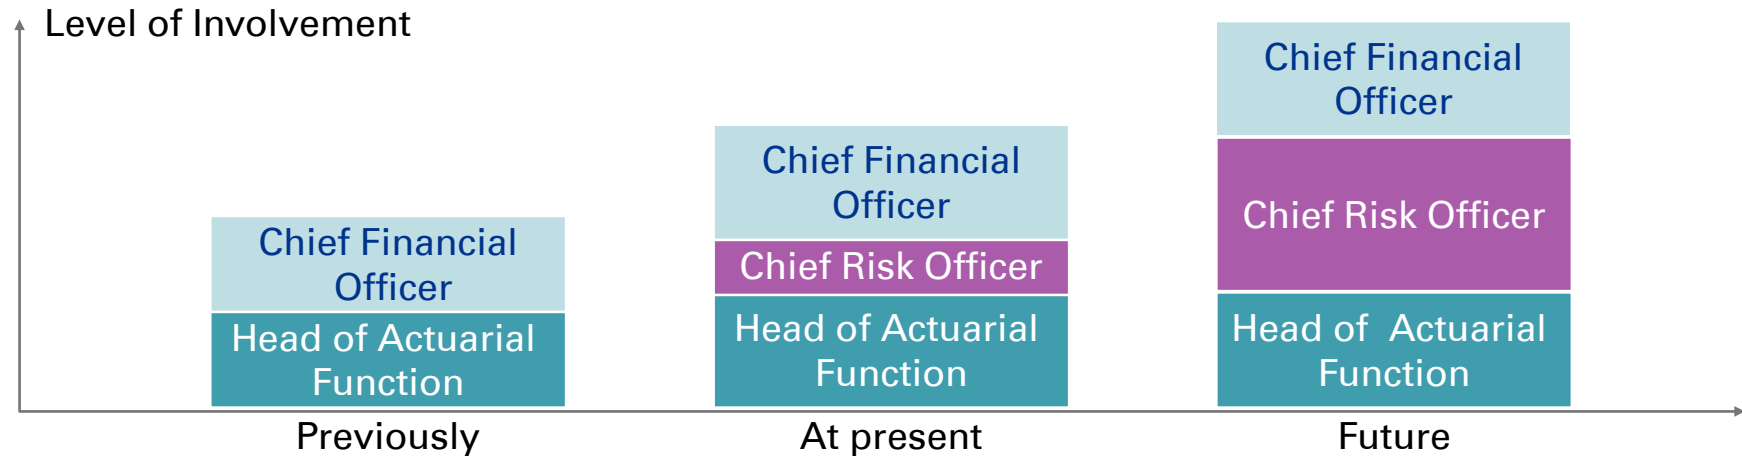 Level of Involvement
Chief Financial
Officer
Head of Actuarial
Function
Previously
Chief Financial
Officer
Chief Risk Officer
Head of Actuarial
Function
At present
Chief Financial
Officer
Chief Risk Officer
Head of Actuarial
Function
Future